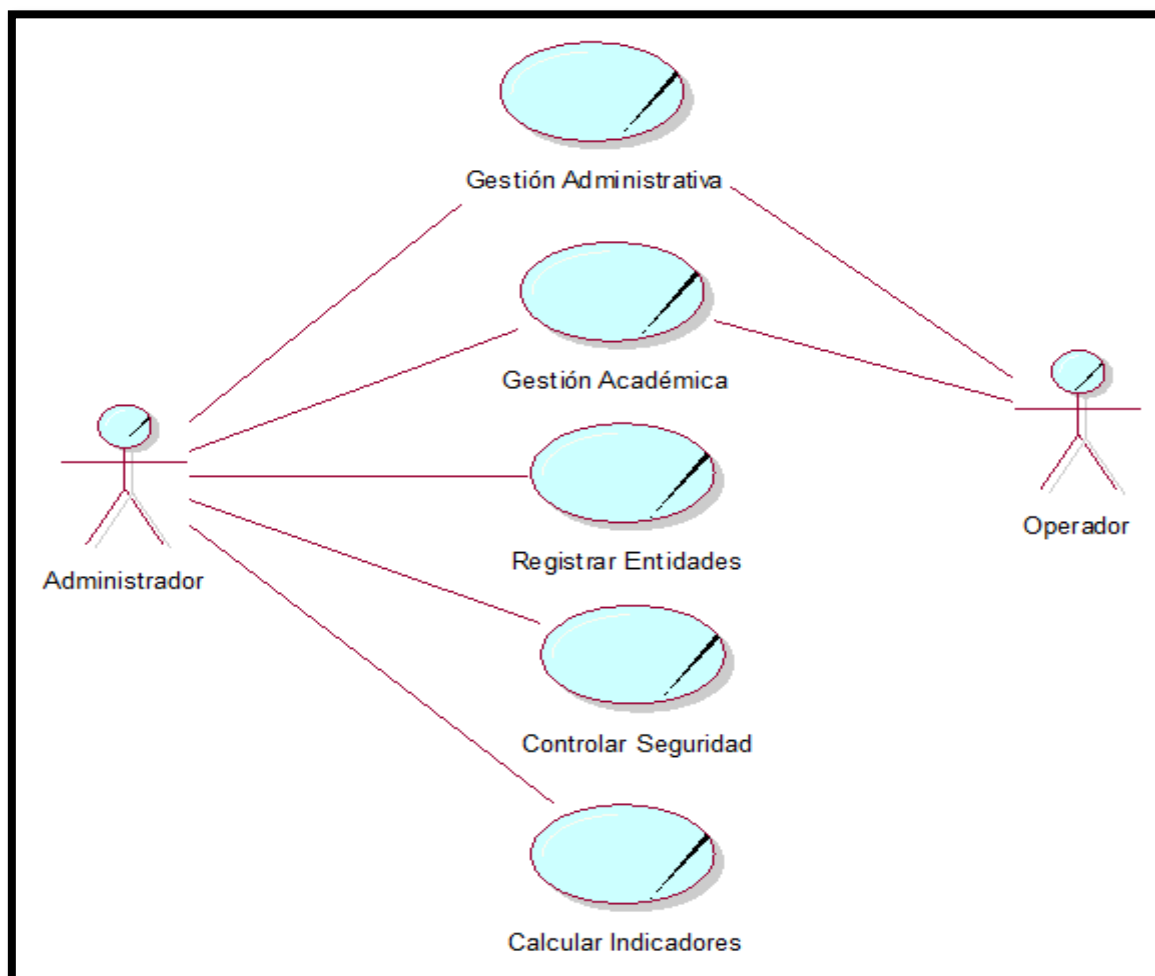 Gestión Administrativa
Gestión Académica
Administrador
Operador
Registrar Entidades
Controlar Seguridad
Calcular Indicadores